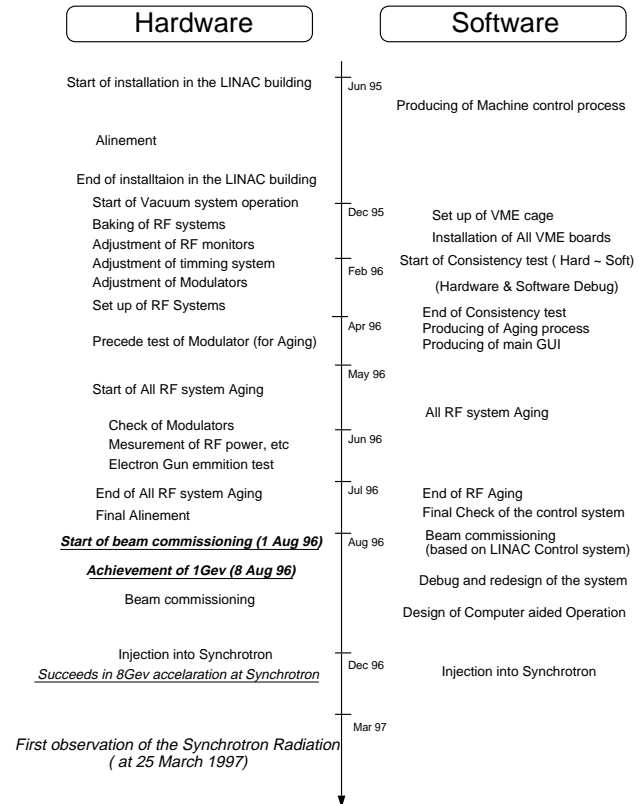 Hardware
Software
Start of installation in the LINAC building
Jun 95
Producing of Machine control process
Alinement
End of installtaion in the LINAC building
Start of Vacuum system operation
Dec 95
Set up of VME cage
Baking of RF systems
Installation of All VME boards
Adjustment of RF monitors
Adjustment of timming system
Start of Consistency test ( Hard ~ Soft)
Feb 96
Adjustment of Modulators
(Hardware & Software Debug)
Set up of RF Systems
End of Consistency test
Apr 96
Producing of Aging process
Precede test of Modulator (for Aging)
Producing of main GUI
May 96
Start of All RF system Aging
All RF system Aging
Check of Modulators
Jun 96
Mesurement of RF power, etc
Electron Gun emmition test
Jul 96
End of All RF system Aging
End of RF Aging
Final Alinement
Final Check of the control system
Start of beam commissioning (1 Aug 96)
Aug 96
Beam commissioning
(based on LINAC Control system)
Achievement of 1Gev (8 Aug 96)
Debug and redesign of the system
Beam commissioning
Design of Computer aided Operation
Injection into Synchrotron
Dec 96
Succeeds in 8Gev accelaration at Synchrotron
Injection into Synchrotron
Mar 97
First observation of the Synchrotron Radiation
( at 25 March 1997)